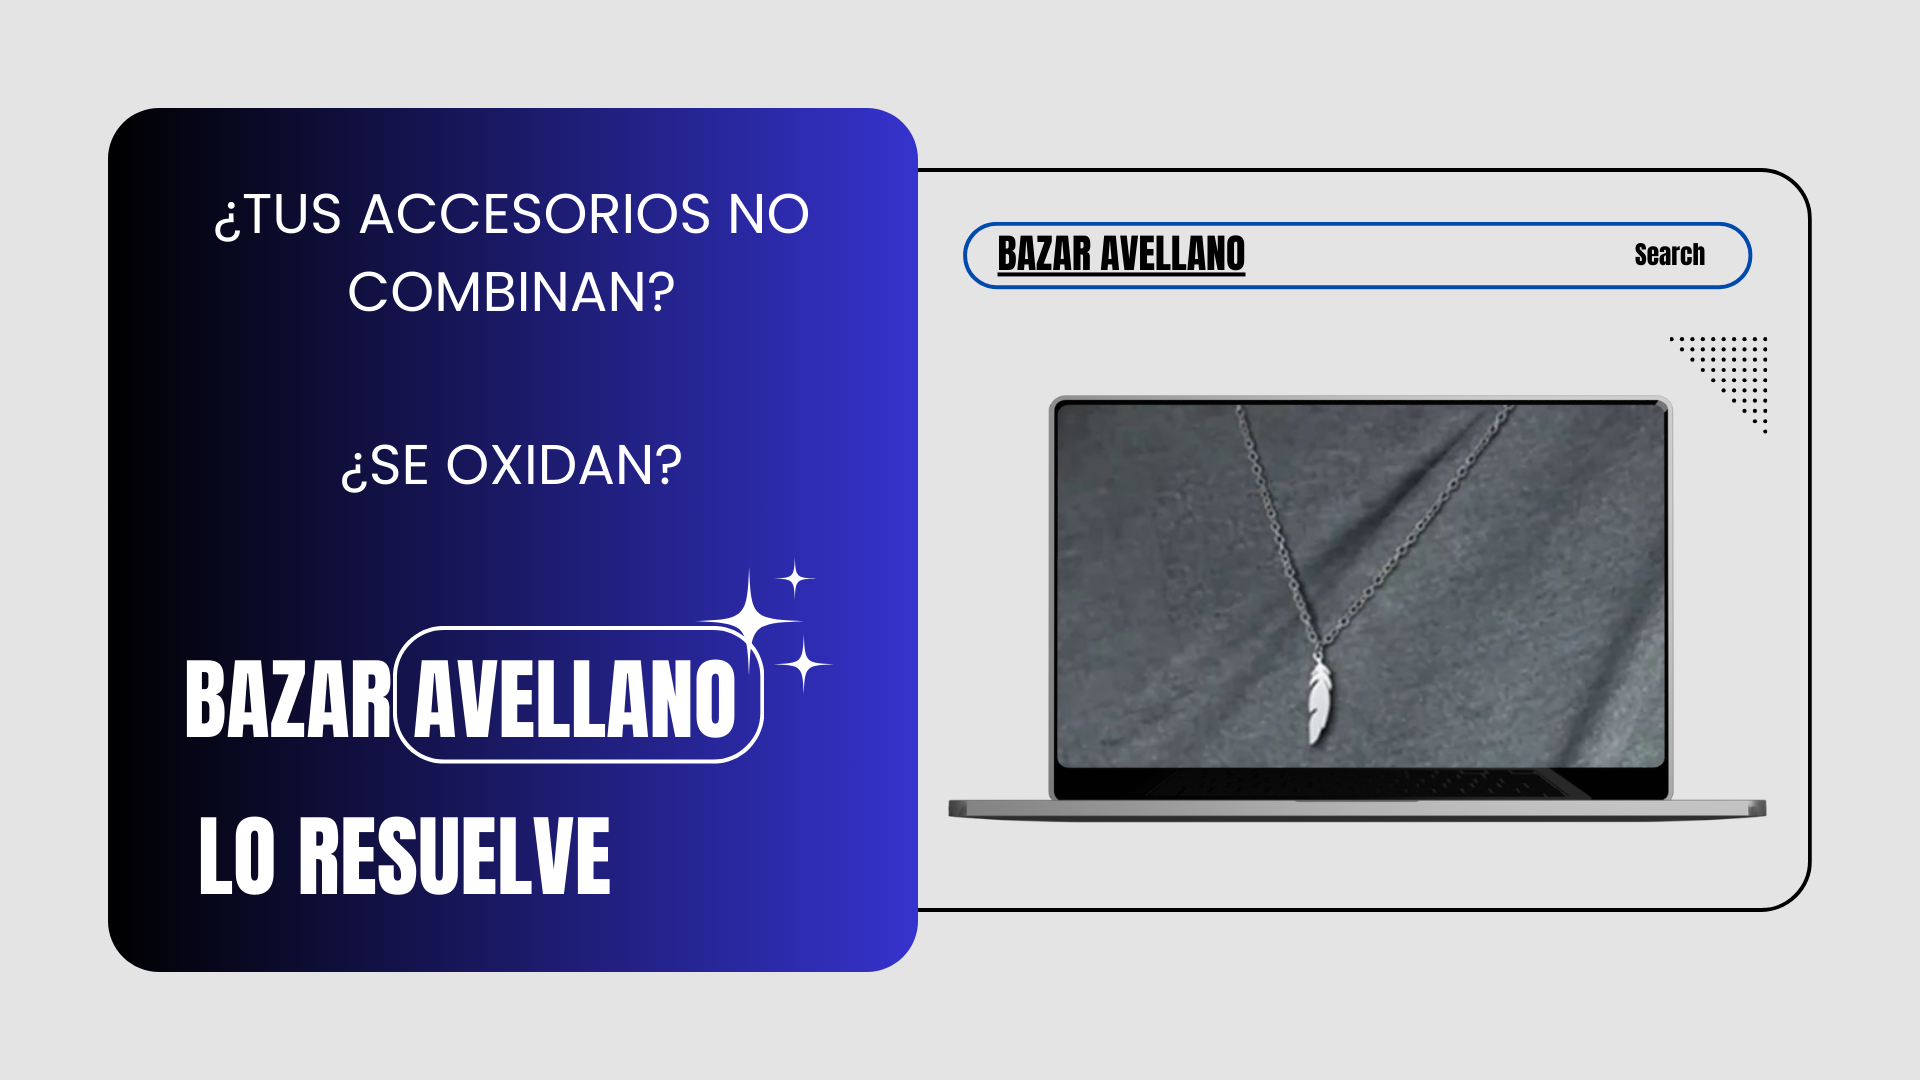 ¿TUS ACCESORIOS NO
COMBINAN?
¿SE OXIDAN?
BAZAR AVELLANO
LO RESUELVE
BAZAR AVELLANO
Search